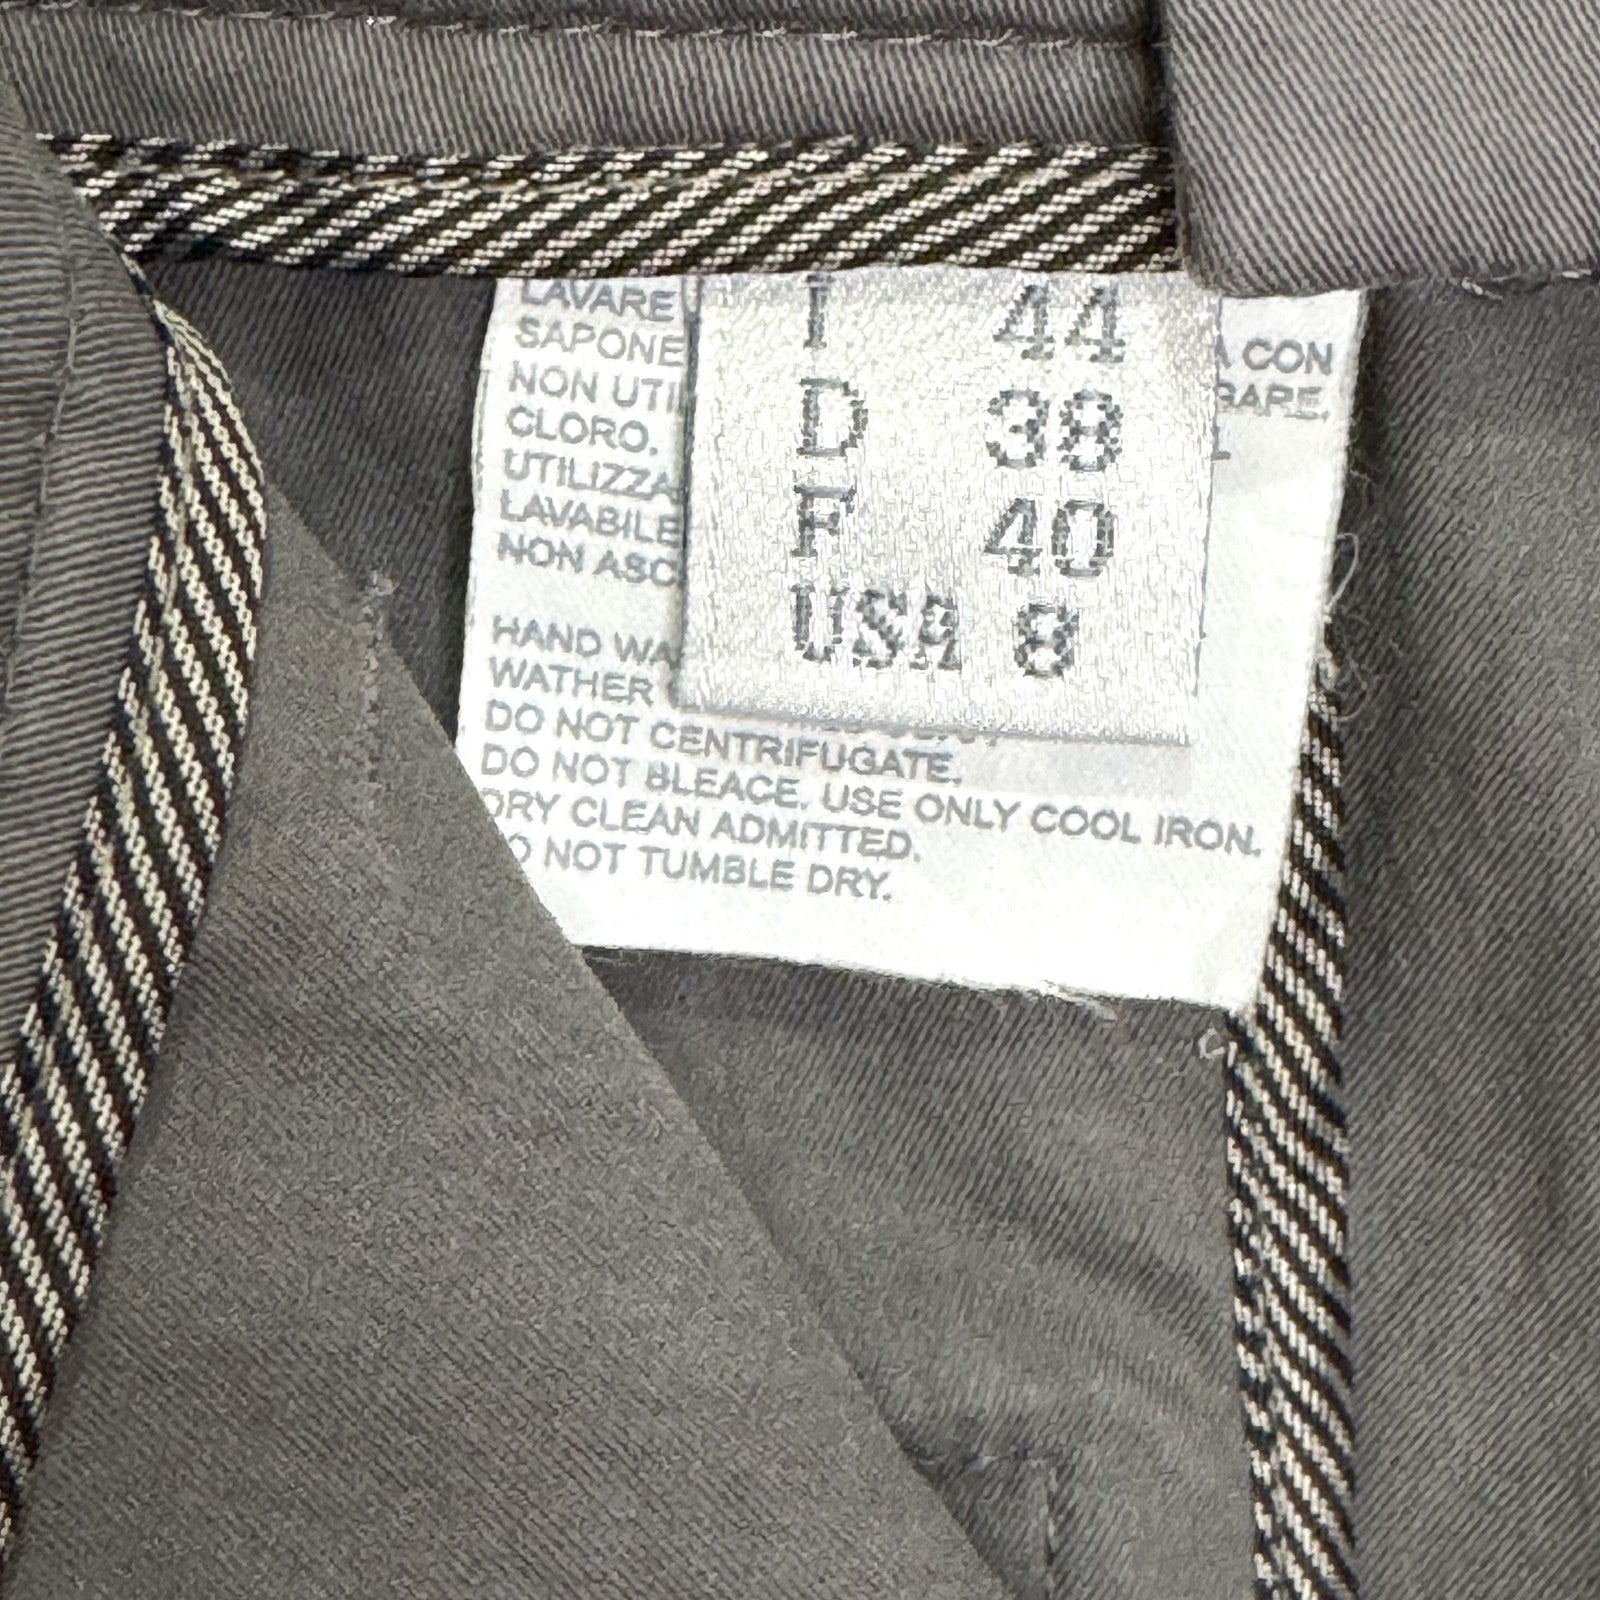 I 44
D 38
F 40
USA 8
LAVARE
SAPONE
A CON
NON UTI
GARE.
CLORO.
UTILIZZA
LAVABILE
NON ASC
HAND WA
WATHER
DO NOT CENTRIFUGATE.
DO NOT BLEACE. USE ONLY COOL IRON.
DRY CLEAN ADMITTED.
DO NOT TUMBLE DRY.